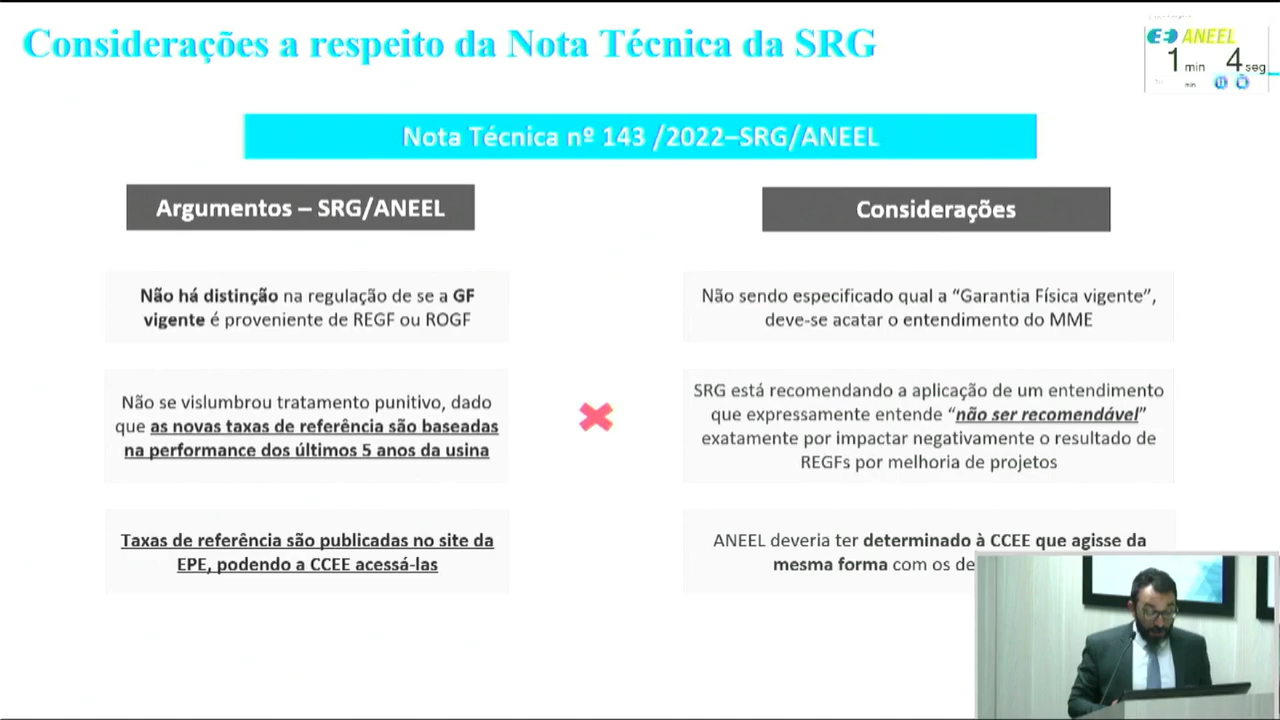 Considerações a respeito da Nota Técnica da SRG
ANEEL
1 min 4 seg
min
Nota Técnica nº 143 /2022–SRG/ANEEL
Argumentos – SRG/ANEEL
Considerações
Não há distinção na regulação de se a GF
vigente é proveniente de REGF ou ROGF
Não sendo especificado qual a “Garantia Física vigente”,
deve-se acatar o entendimento do MME
Não se vislumbrou tratamento punitivo, dado
que as novas taxas de referência são baseadas
na performance dos últimos 5 anos da usina
SRG está recomendando a aplicação de um entendimento
que expressamente entende “não ser recomendável”
exatamente por impactar negativamente o resultado de
REGFs por melhoria de projetos
Taxas de referência são publicadas no site da
EPE, podendo a CCEE acessá-las
ANEEL deveria ter determinado à CCEE que agisse da
mesma forma com os de